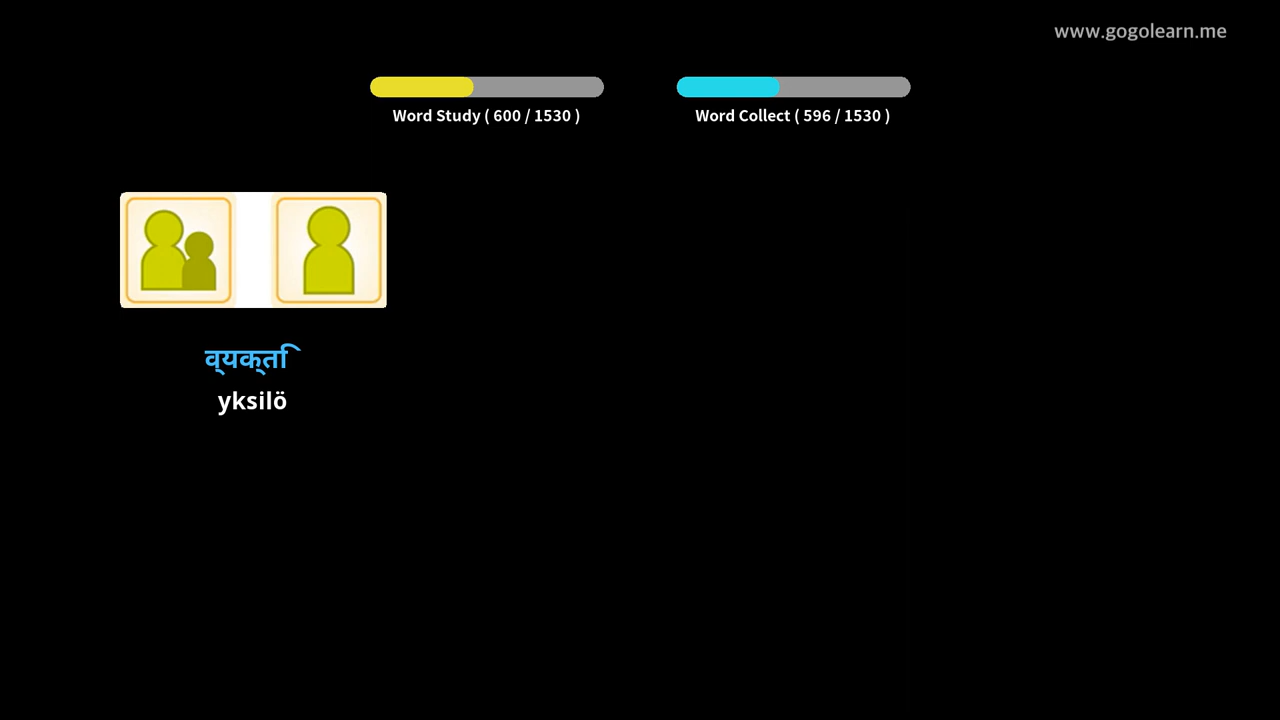 www.gogolearn.me
Word Study ( 600 / 1530 )
Word Collect ( 596 / 1530 )
व्यक्ति
yksilö